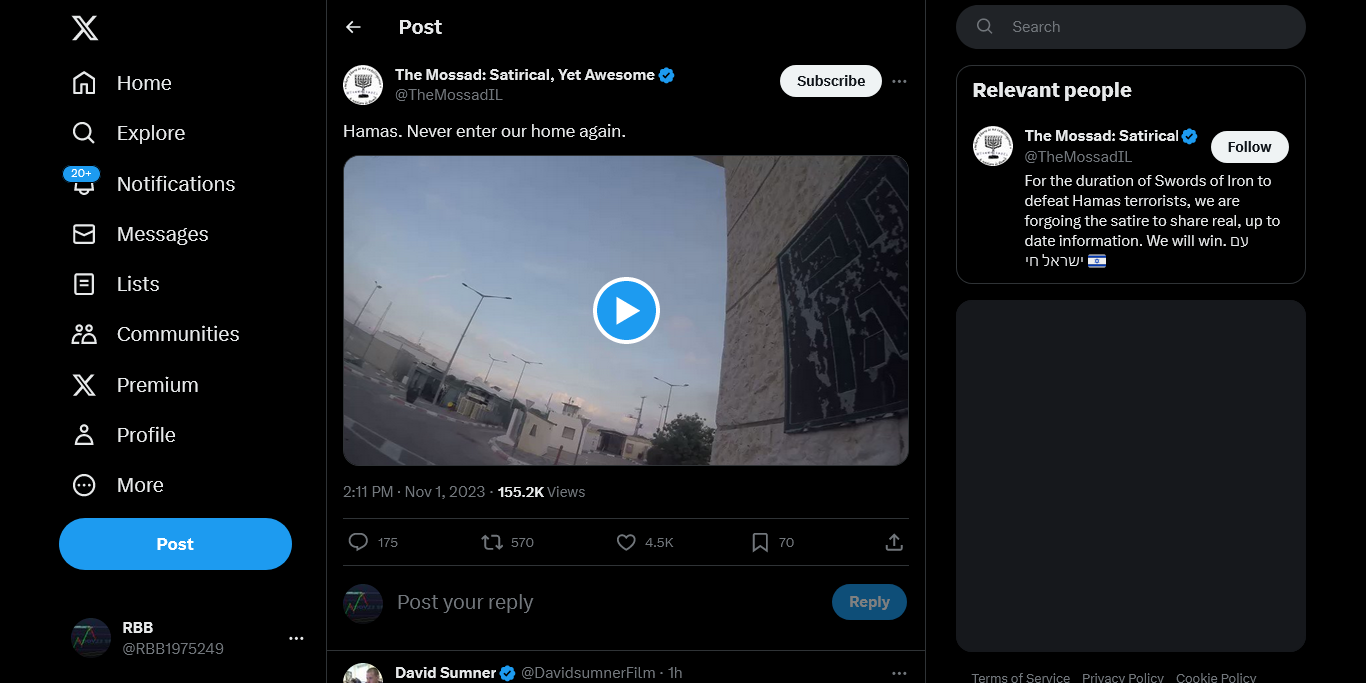 Home
Explore
20+
Notifications
Messages
Lists
Communities
Premium
Profile
More
Post
RBB
@RBB1975249
Post
The Mossad: Satirical, Yet Awesome
@TheMossadIL
Subscribe
Hamas. Never enter our home again.
2:11 PM · Nov 1, 2023 · 155.2K Views
175
570
4.5K
70
Post your reply
Reply
David Sumner @DavidsumnerFilm · 1h
Search
Relevant people
The Mossad: Satirical
@TheMossadIL
Follow
For the duration of Swords of Iron to
defeat Hamas terrorists, we are
forgoing the satire to share real, up to
date information. We will win. עם
ישראל חי 🇮🇱
Terms of Service Privacy Policy Cookie Policy